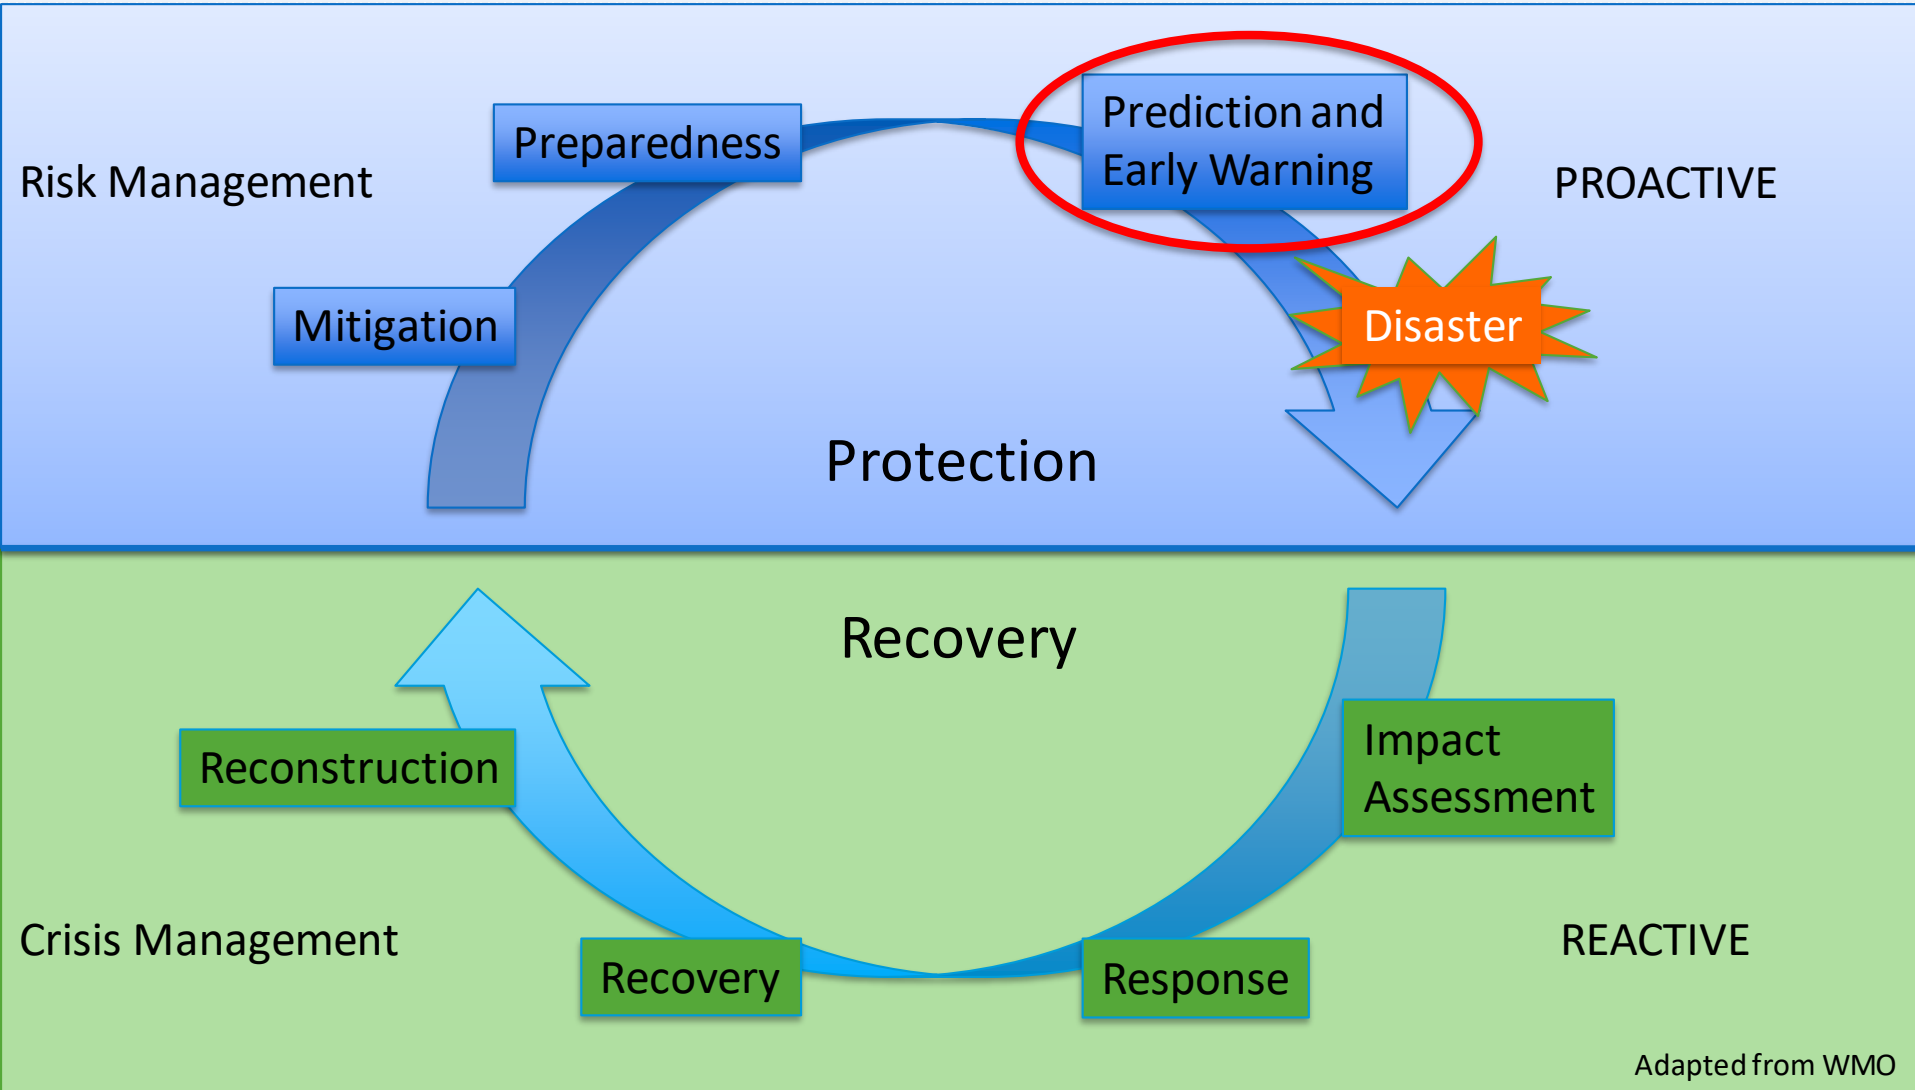 Prediction and
Early Warning
Preparedness
Risk Management
PROACTIVE
Mitigation
Disaster
Protection
Recovery
Impact
Assessment
Reconstruction
Crisis Management
REACTIVE
Recovery
Response
Adapted from WMO